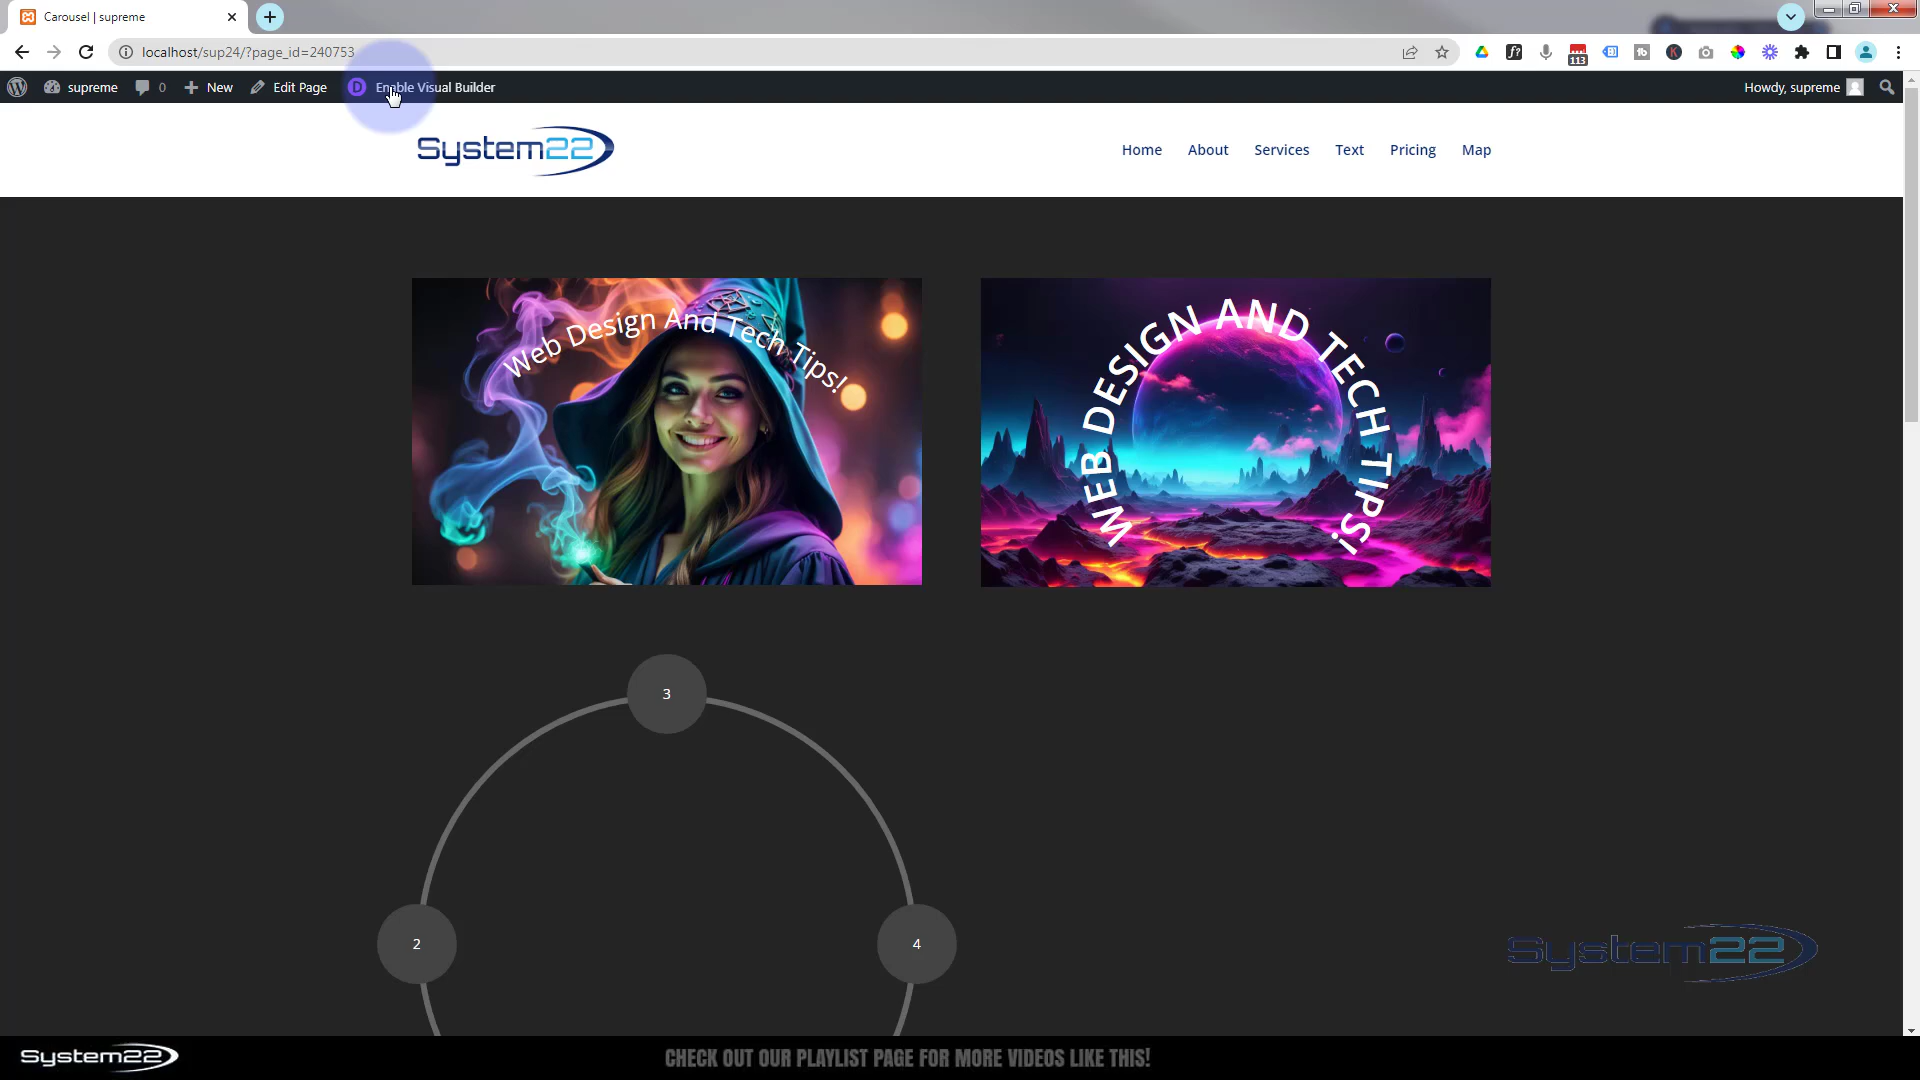 Carousel | supreme
localhost/sup24/?page_id=240753
113
supreme
0
New
Edit Page
Enable Visual Builder
Howdy, supreme
System22
Home
About
Services
Text
Pricing
Map
Web Design And Tech Tips!
WEB DESIGN AND TECH TIPS!
3
2
4
System22
System22
CHECK OUT OUR PLAYLIST PAGE FOR MORE VIDEOS LIKE THIS!